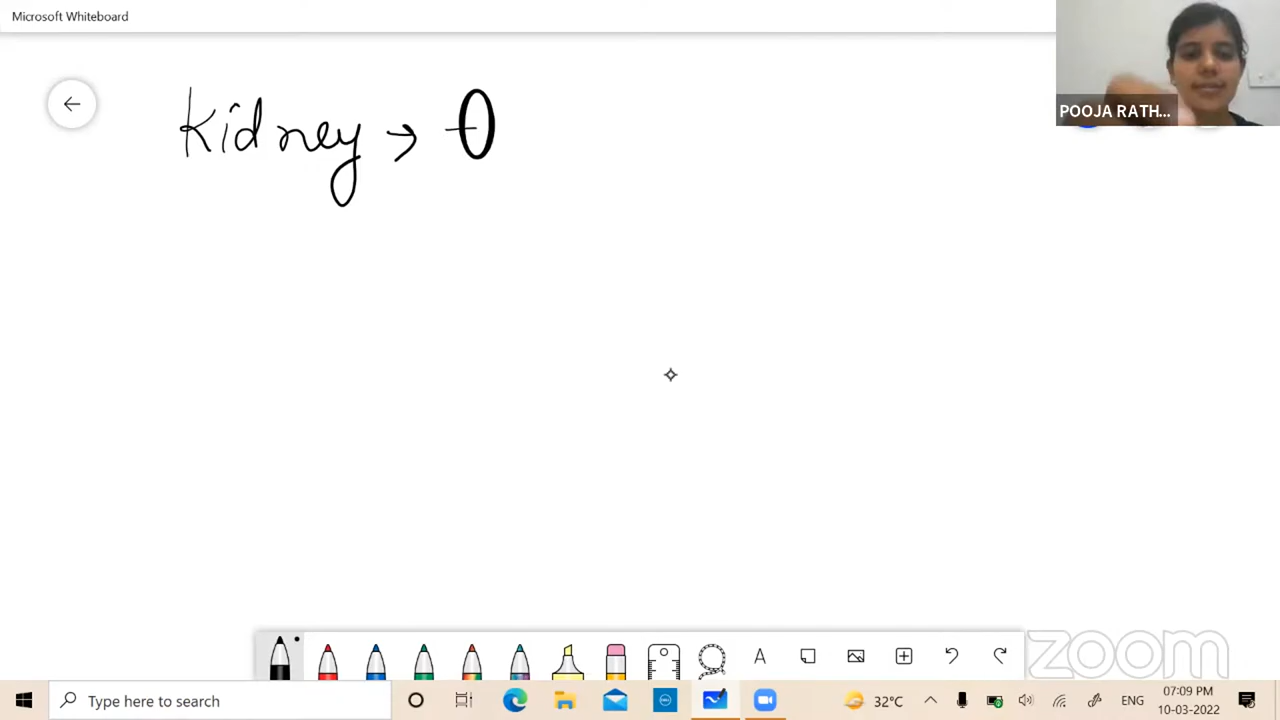 Microsoft Whiteboard
POOJA RATH...
Kidney →
A
zoom
Type here to search
32°C
ENG
07:09 PM
10-03-2022